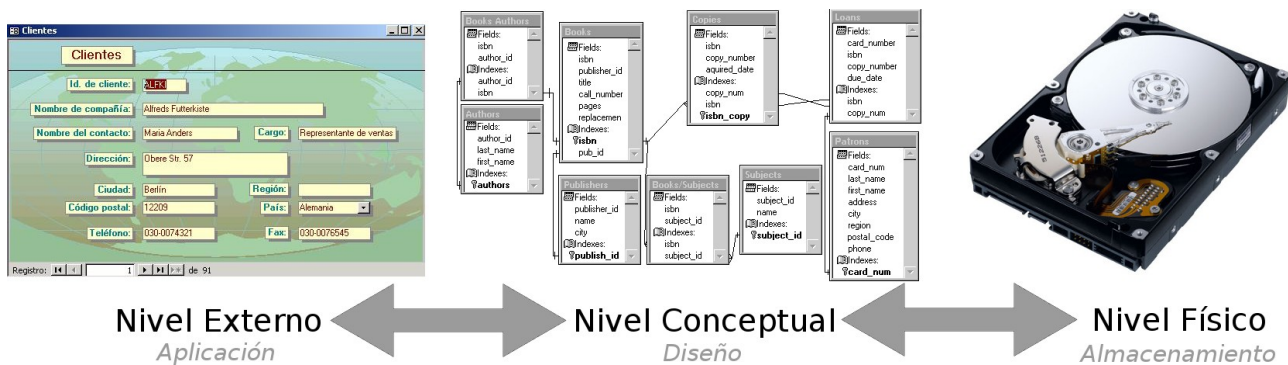 Clientes
Clientes
Id. de cliente: ALFKI
Nombre de compañía: Alfreds Futterkiste
Nombre del contacto: Maria Anders Cargo: Representante de ventas
Dirección: Obere Str. 57
Ciudad: Berlín Región:
Código postal: 12209 País: Alemania
Teléfono: 030-0074321 Fax: 030-0076545
Registro: 1 de 91
Books Authors
Fields:
isbn
author_id
Indexes:
author_id
isbn
Authors
Fields:
author_id
last_name
first_name
Indexes:
authors
Books
Fields:
isbn
publisher_id
title
call_number
pages
replacemen
Indexes:
isbn
pub_id
Publishers
Fields:
publisher_id
name
city
Indexes:
publish_id
Books/Subjects
Fields:
isbn
subject_id
Indexes:
isbn
subject_id
Copies
Fields:
isbn
copy_number
aquired_date
Indexes:
copy_num
isbn
isbn_copy
Subjects
Fields:
subject_id
name
Indexes:
subject_id
Loans
Fields:
card_number
isbn
copy_number
due_date
Indexes:
isbn
copy_num
Patrons
Fields:
card_num
last_name
first_name
address
city
region
postal_code
phone
Indexes:
card_num
Nivel Externo
Aplicación
Nivel Conceptual
Diseño
Nivel Físico
Almacenamiento